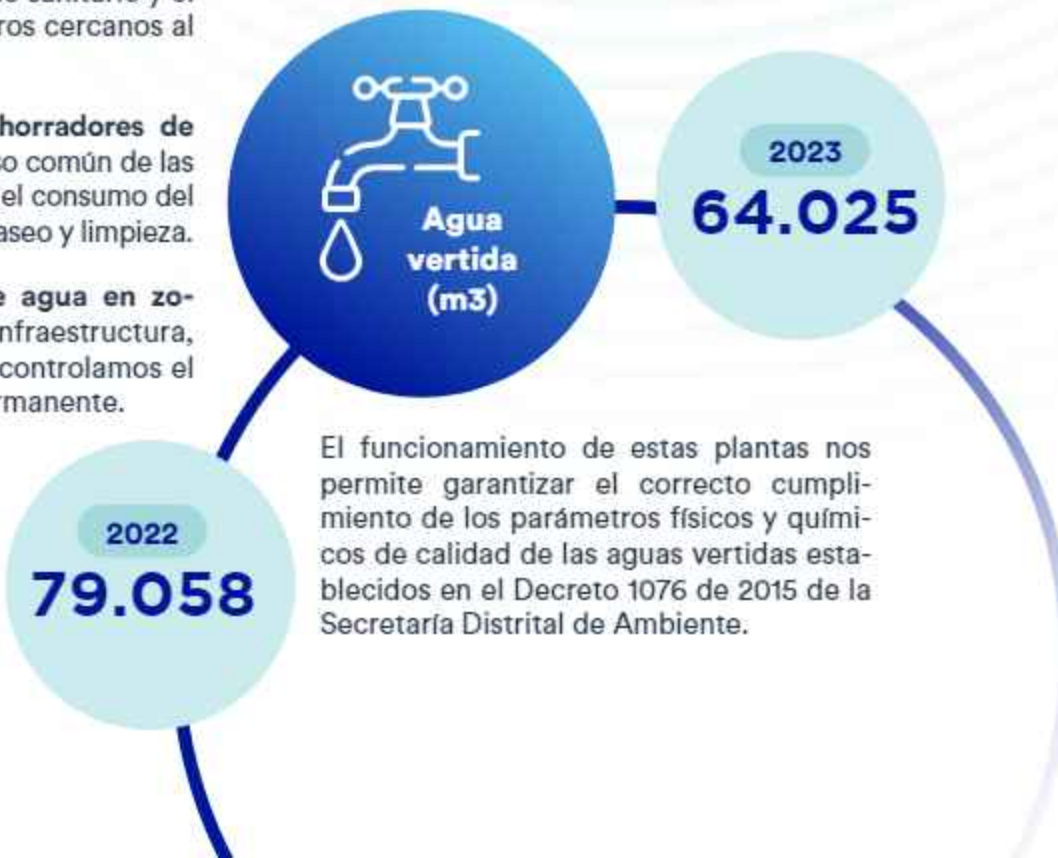 ros cercanos al
horradores de
so común de las
el consumo del
aseo y limpieza.
e agua en zo-
nfraestructura,
controlamos el
rmanente.
Agua
vertida
(m3)
2023
64.025
2022
79.058
El funcionamiento de estas plantas nos
permite garantizar el correcto cumpli-
miento de los parámetros físicos y quími-
cos de calidad de las aguas vertidas esta-
blecidos en el Decreto 1076 de 2015 de la
Secretaría Distrital de Ambiente.